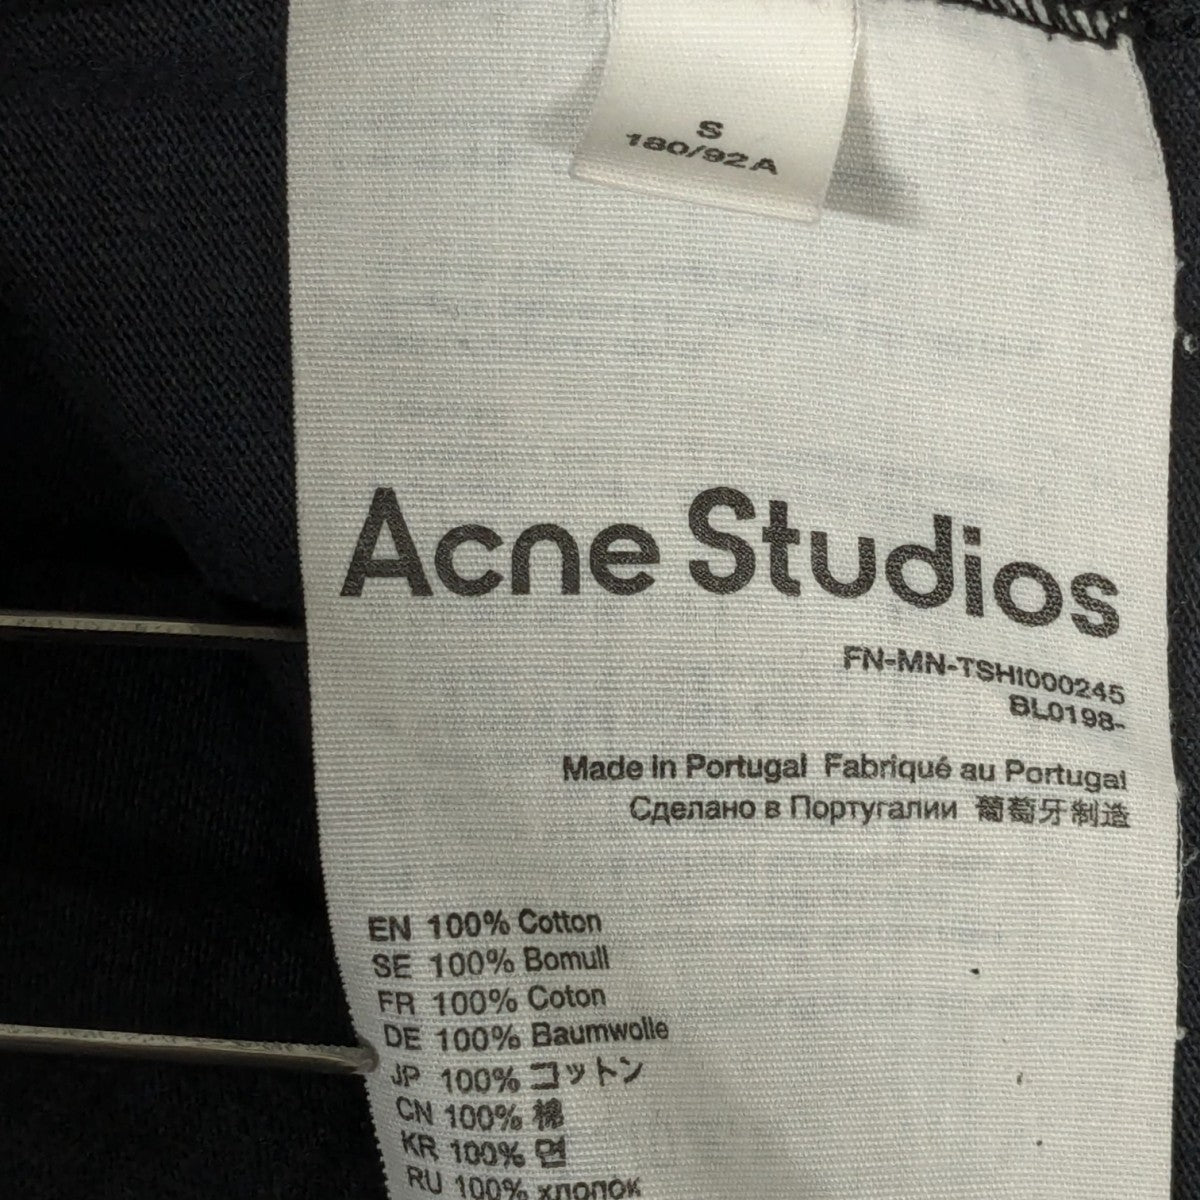 S
180/92A
Acne Studios
FN-MN-TSHI000245
BL0198-
Made in Portugal Fabriqué au Portugal
Сделано в Португалии 葡萄牙制造
EN 100% Cotton
SE 100% Bomull
FR 100% Coton
DE 100% Baumwolle
JP 100% コットン
CN 100% 棉
KR 100% 면
RU 100% хлопок